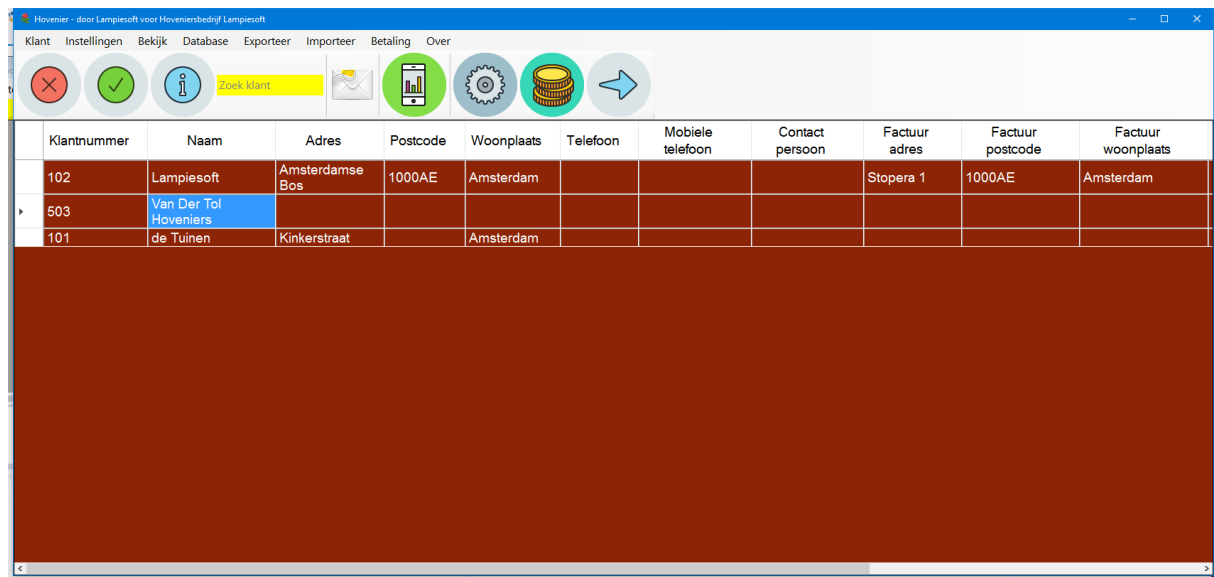 Hovenier - door Lampiesoft voor Hoveniersbedrijf Lampiesoft
Klant Instellingen Bekijk Database Exporteer Importeer Betaling Over
Zoek klant
Klantnummer Naam Adres Postcode Woonplaats Telefoon Mobiele telefoon Contact persoon Factuur adres Factuur postcode Factuur woonplaats
102 Lampiesoft Amsterdamse Bos 1000AE Amsterdam Stopera 1 1000AE Amsterdam
503 Van Der Tol Hoveniers
101 de Tuinen Kinkerstraat Amsterdam